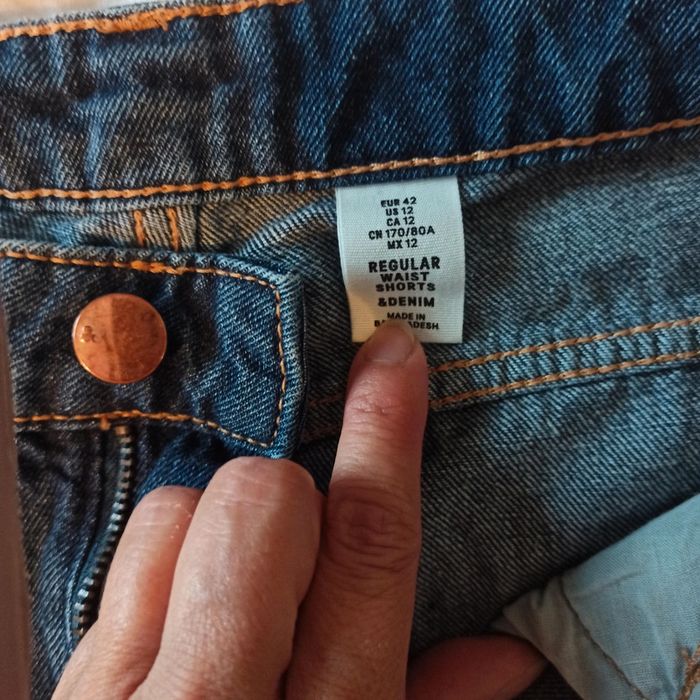 EUR 42
US 12
CA 12
CN 170/80A
MX 12
REGULAR
WAIST
SHORTS
&DENIM
MADE IN
&